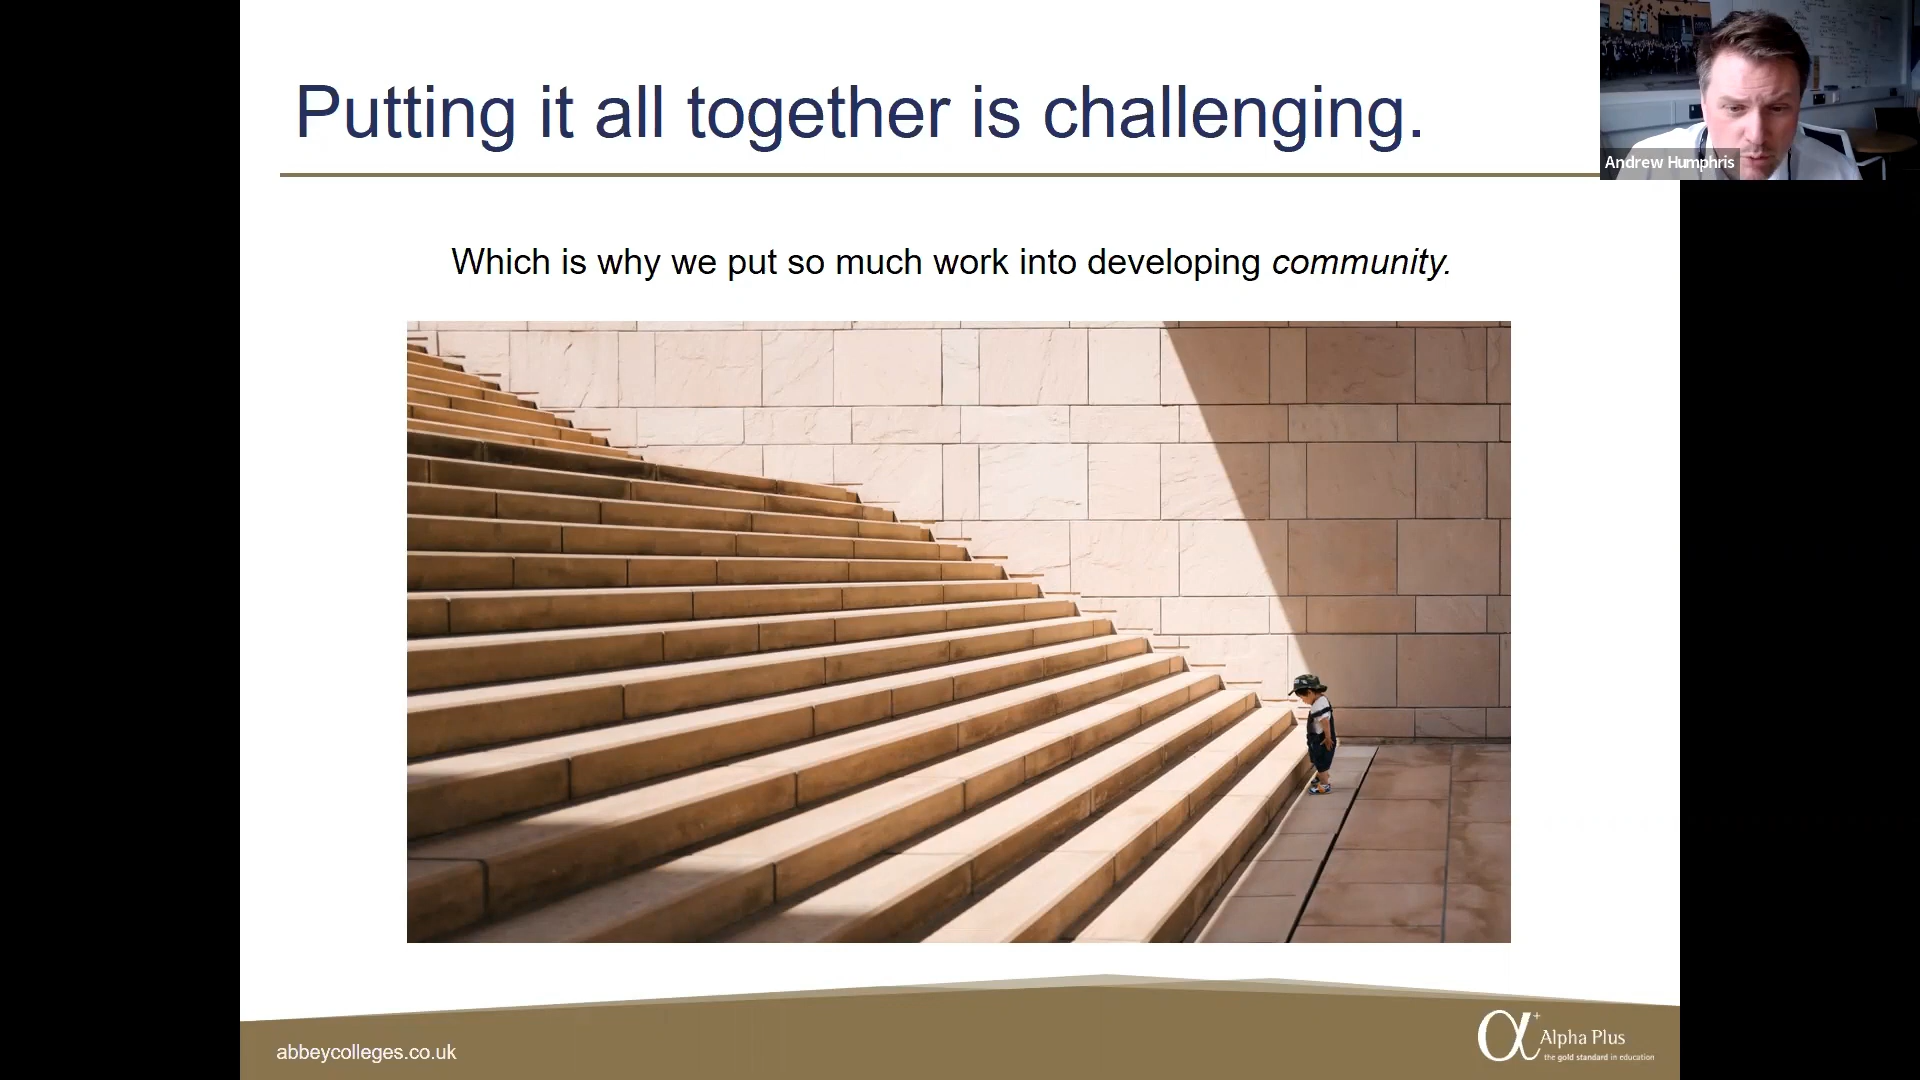 Putting it all together is challenging.
Andrew Humphris
Which is why we put so much work into developing community.
abbeycolleges.co.uk
α+ Alpha Plus
the gold standard in education